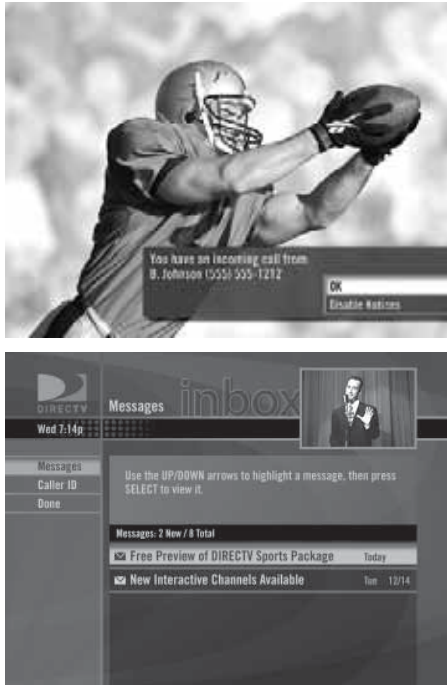 You have an incoming call from
B. Johnson (555) 555-1212
OK
Disable Notices
DIRECTV
Messages
inbox
Wed 7:14p
Messages
Caller ID
Done
Use the UP/DOWN arrows to highlight a message, then press
SELECT to view it.
Messages: 2 New / 8 Total
Free Preview of DIRECTV Sports Package Today
New Interactive Channels Available Tue 12/14